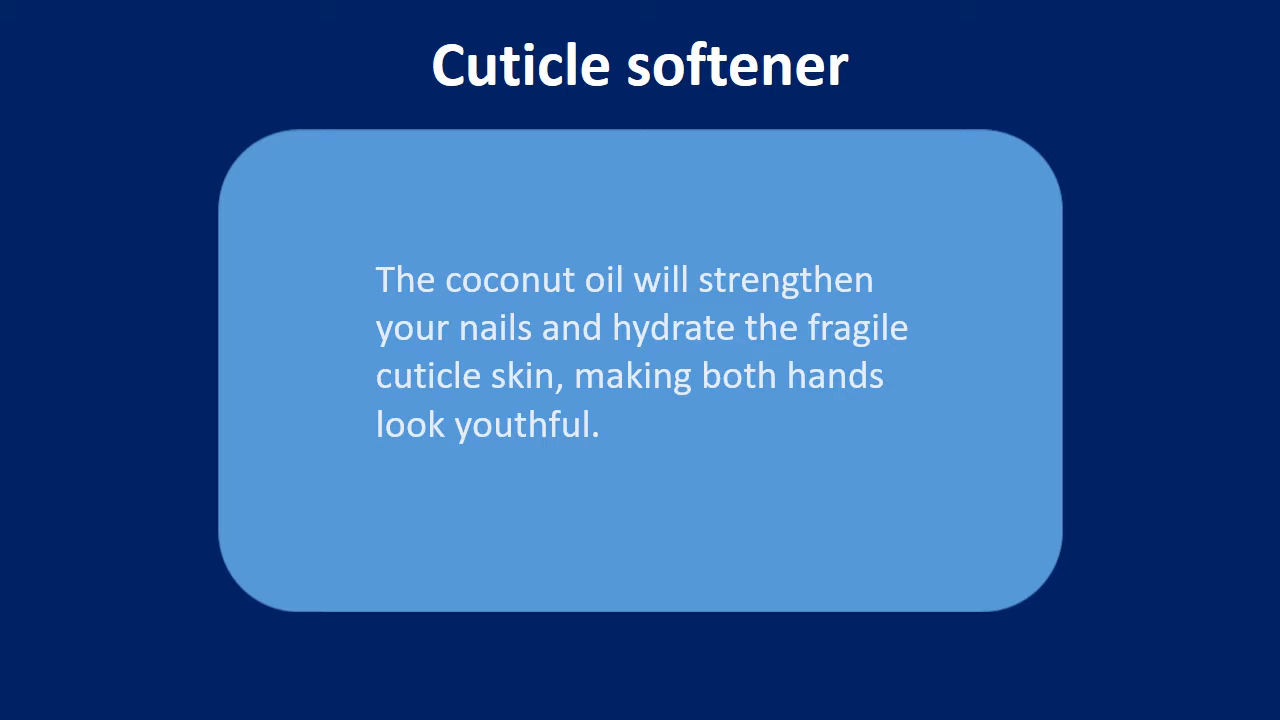 Cuticle softener
The coconut oil will strengthen
your nails and hydrate the fragile
cuticle skin, making both hands
look youthful.